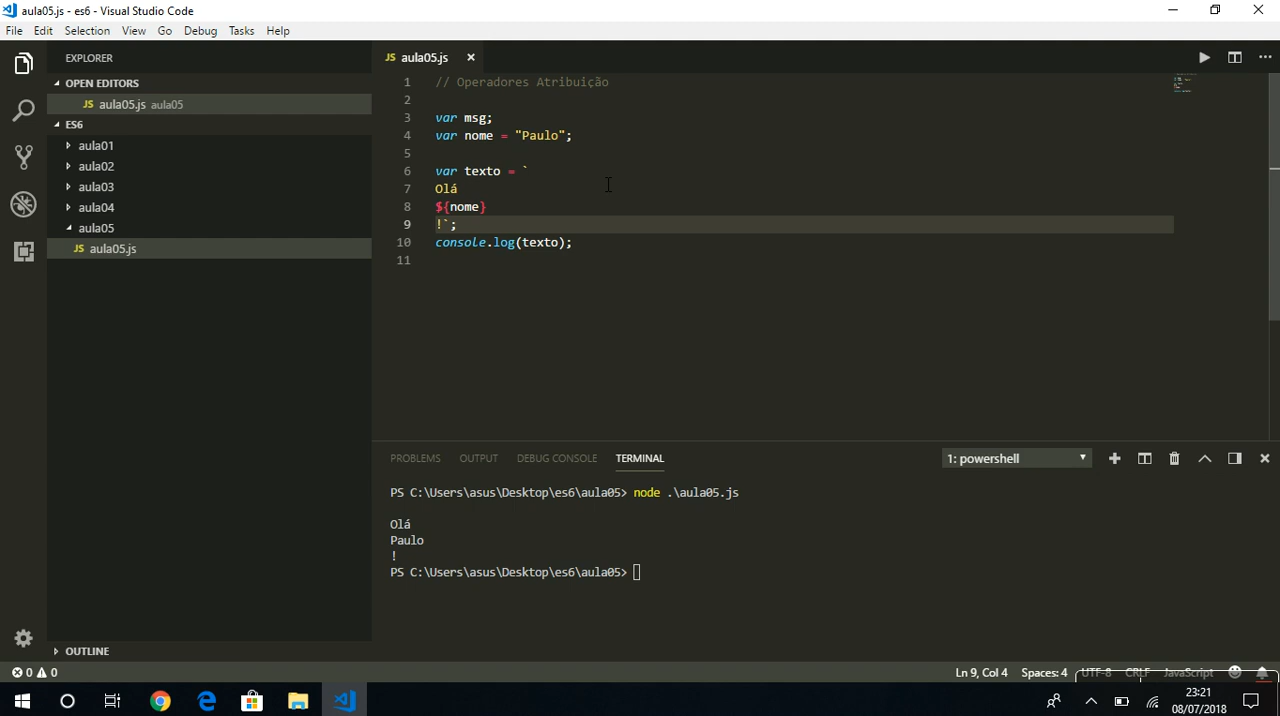 aula05.js - es6 - Visual Studio Code
File Edit Selection View Go Debug Tasks Help
EXPLORER
OPEN EDITORS
JS aula05.js aula05
ES6
aula01
aula02
aula03
aula04
aula05
JS aula05.js
OUTLINE
JS aula05.js
1 // Operadores Atribuição
2
3 var msg;
4 var nome = "Paulo";
5
6 var texto = `
7 Olá
8 ${nome}
9 !`;
10 console.log(texto);
11
PROBLEMS OUTPUT DEBUG CONSOLE TERMINAL 1: powershell
PS C:\Users\asus\Desktop\es6\aula05> node .\aula05.js
Olá
Paulo
!
PS C:\Users\asus\Desktop\es6\aula05>
0 0 Ln 9, Col 4 Spaces: 4 UTF-8 CRLF JavaScript
23:21
08/07/2018